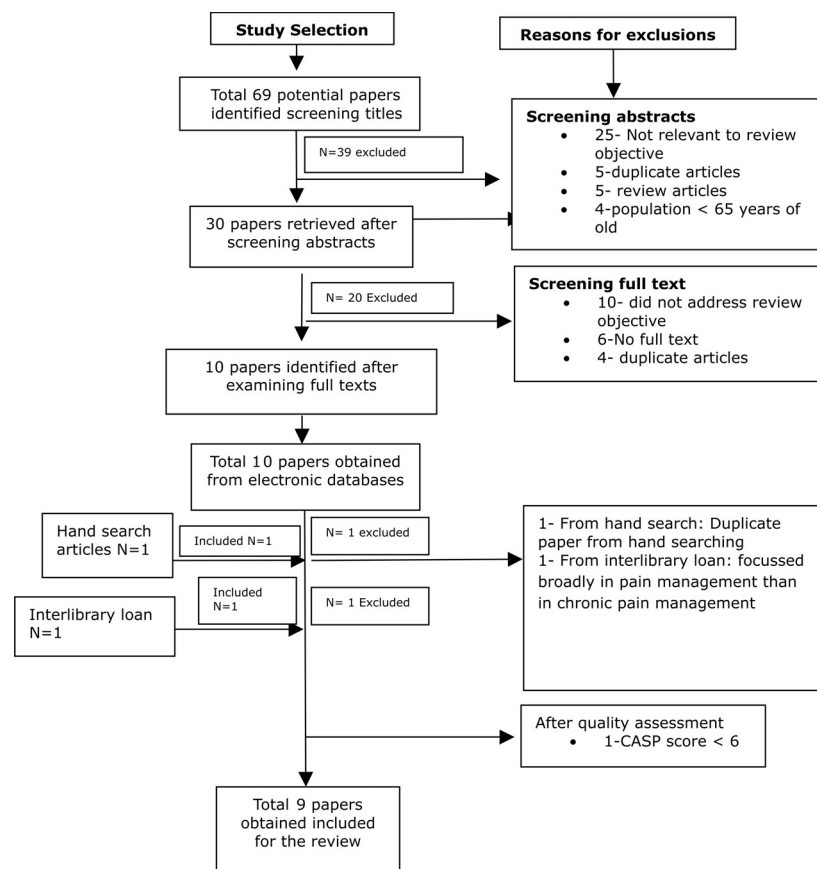 Study Selection
Reasons for exclusions
Total 69 potential papers
identified screening titles
Screening abstracts
• 25- Not relevant to review
objective
• 5-duplicate articles
• 5- review articles
• 4-population < 65 years of
old
N=39 excluded
30 papers retrieved after
screening abstracts
Screening full text
• 10- did not address review
objective
• 6-No full text
• 4- duplicate articles
N= 20 Excluded
10 papers identified after
examining full texts
Total 10 papers obtained
from electronic databases
Hand search
articles N=1
Included N=1
N= 1 excluded
1- From hand search: Duplicate
paper from hand searching
1- From interlibrary loan: focussed
broadly in pain management than
in chronic pain management
Interlibrary loan
N=1
Included
N=1
N= 1 Excluded
After quality assessment
• 1-CASP score < 6
Total 9 papers
obtained included
for the review